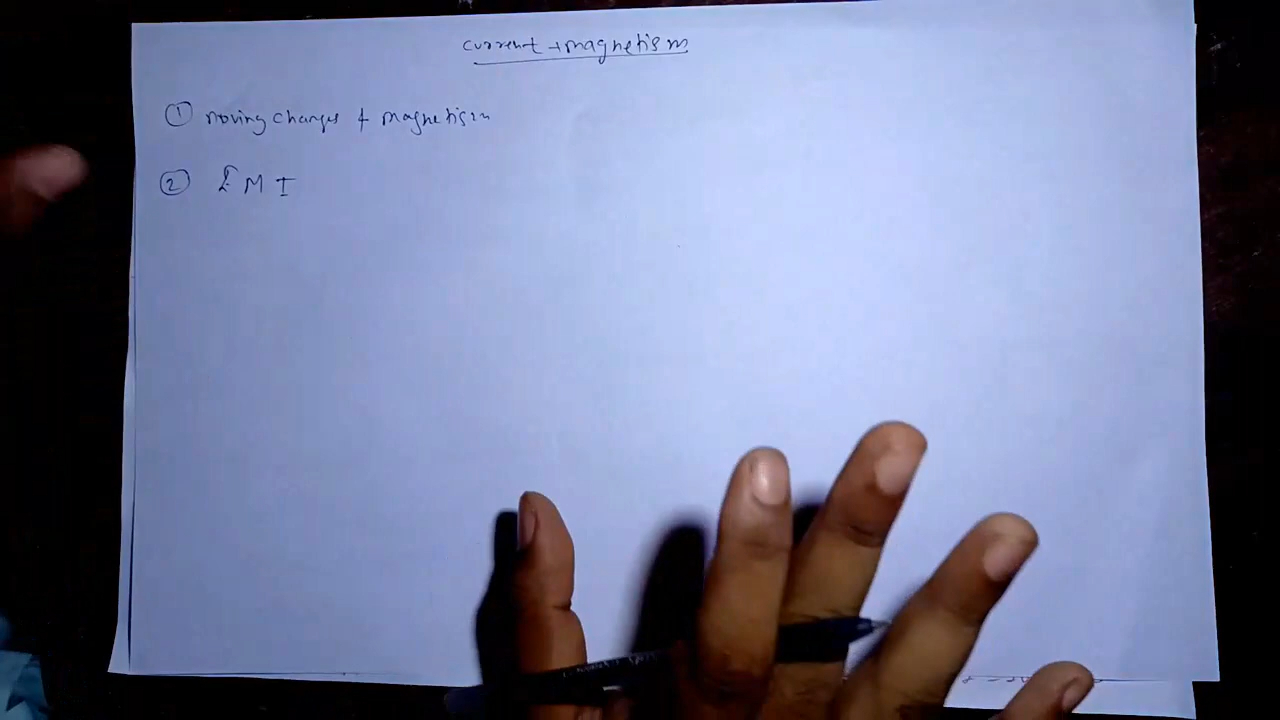 current + magnetism
① moving charges & magnetism
② EMI